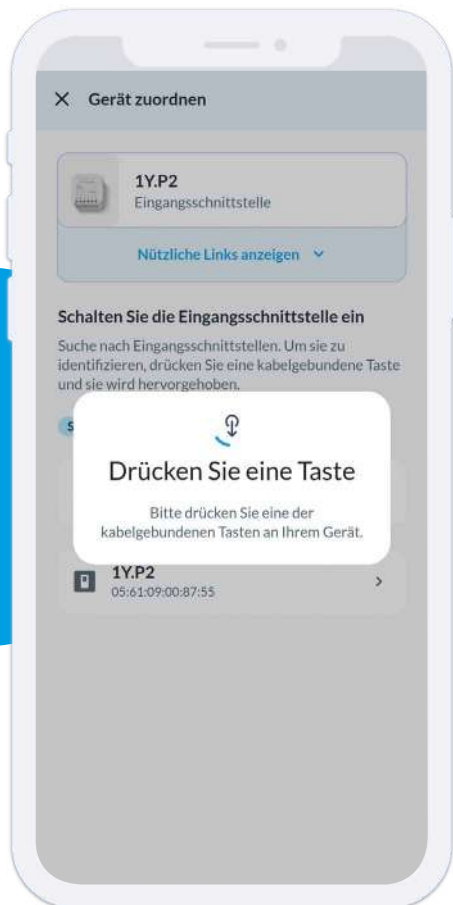 Gerät zuordnen
1Y.P2
Eingangsschnittstelle
Nützliche Links anzeigen
Schalten Sie die Eingangsschnittstelle ein
Suche nach Eingangsschnittstellen. Um sie zu
identifizieren, drücken Sie eine kabelgebundene Taste
und sie wird hervorgehoben.
Drücken Sie eine Taste
Bitte drücken Sie eine der
kabelgebundenen Tasten an Ihrem Gerät.
1Y.P2
05:61:09:00:87:55